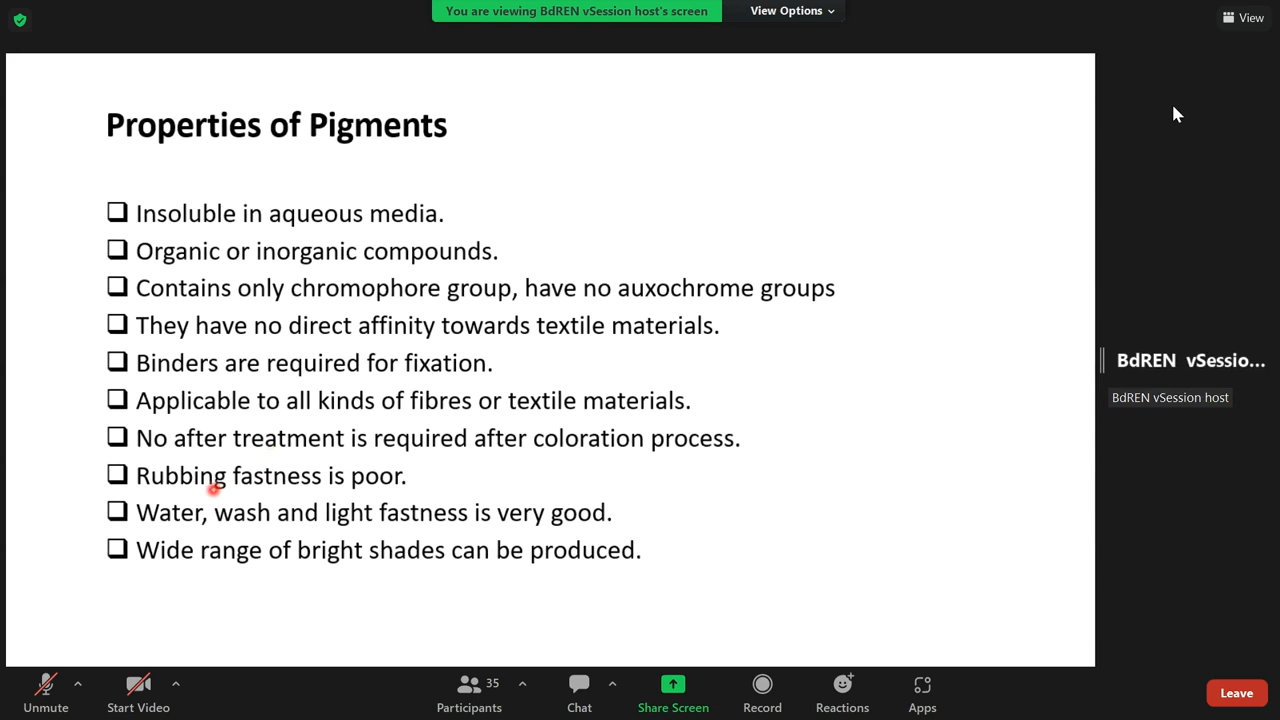 You are viewing BdREN vSession host's screen
View Options
View
Properties of Pigments
Insoluble in aqueous media.
Organic or inorganic compounds.
Contains only chromophore group, have no auxochrome groups
They have no direct affinity towards textile materials.
Binders are required for fixation.
Applicable to all kinds of fibres or textile materials.
No after treatment is required after coloration process.
Rubbing fastness is poor.
Water, wash and light fastness is very good.
Wide range of bright shades can be produced.
BdREN vSessio...
BdREN vSession host
35
Unmute
Start Video
Participants
Chat
Share Screen
Record
Reactions
Apps
Leave